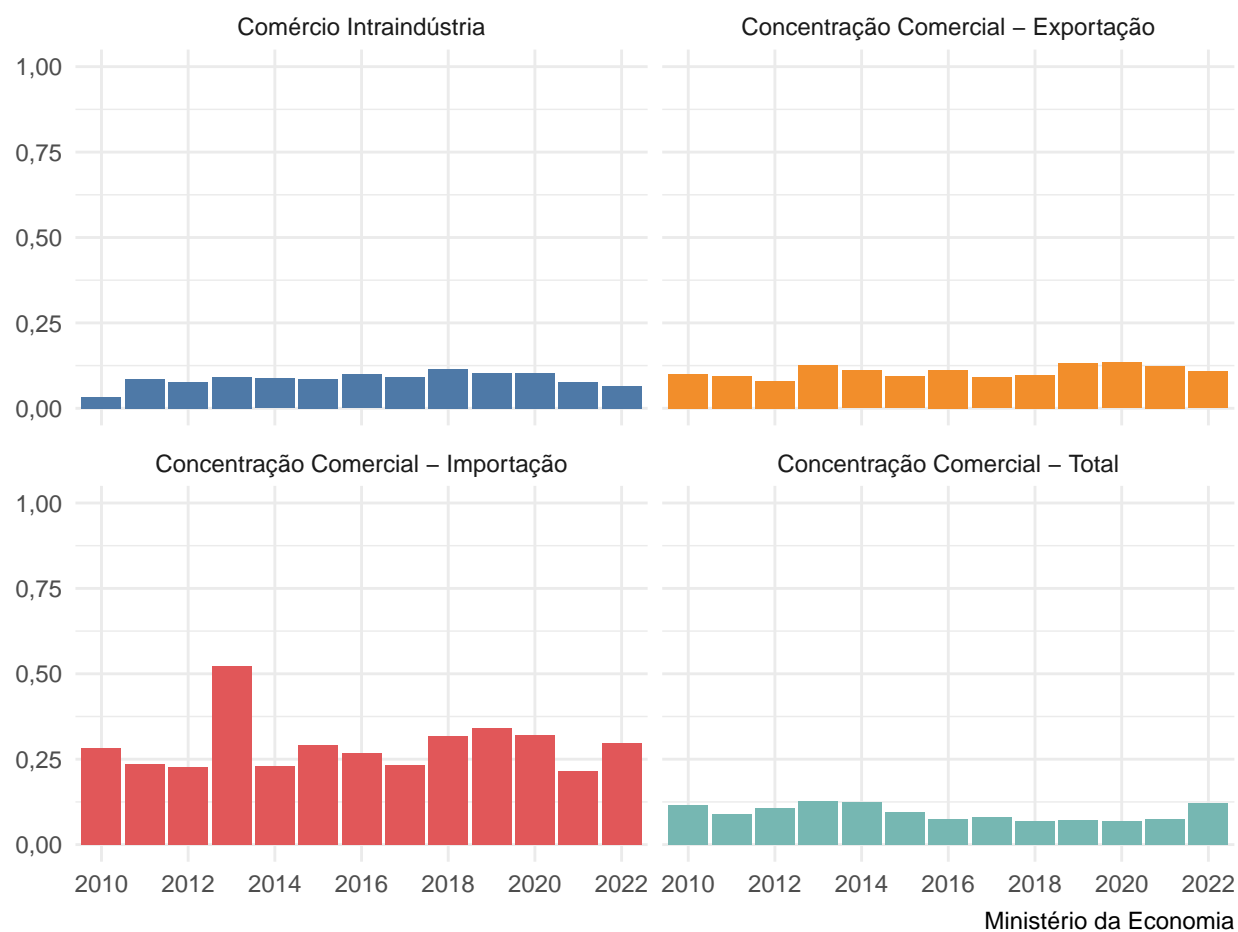 Comércio Intraindústria
Concentração Comercial – Exportação
1,00
0,75
0,50
0,25
0,00
Concentração Comercial – Importação
Concentração Comercial – Total
1,00
0,75
0,50
0,25
0,00
2010 2012 2014 2016 2018 2020 2022
2010 2012 2014 2016 2018 2020 2022
Ministério da Economia